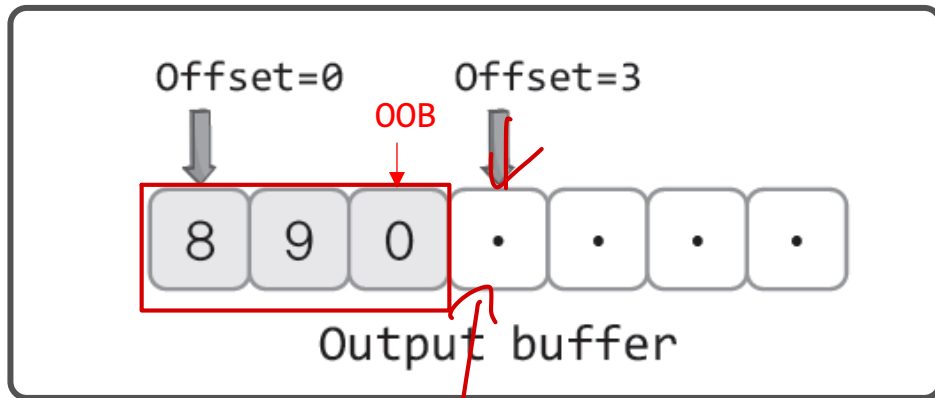 Offset=0 Offset=3
OOB
8 9 0 · · · ·
Output buffer